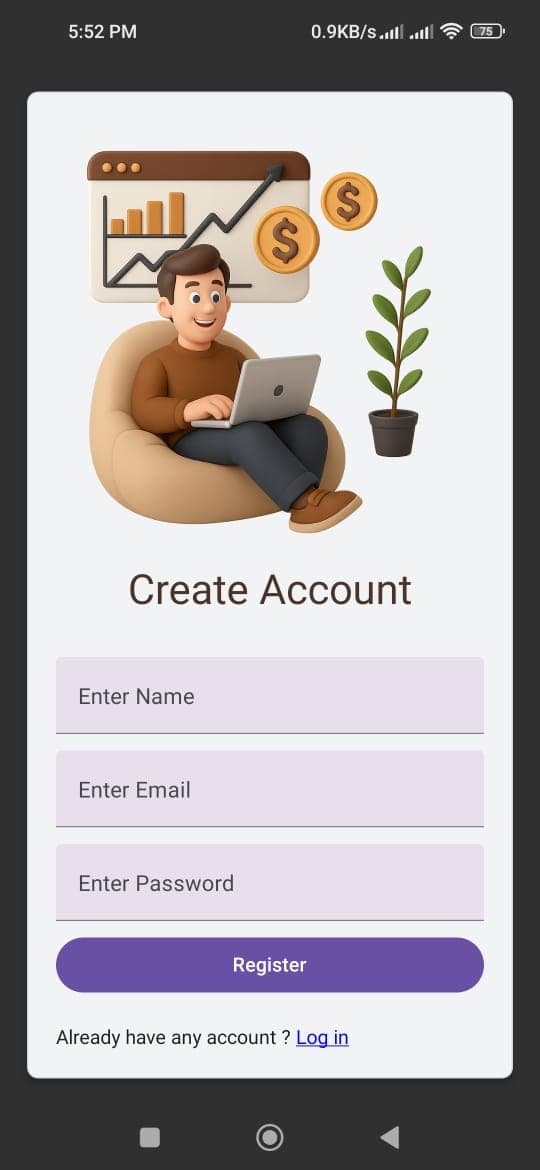 5:52 PM 0.9KB/s 75
$
$
Create Account
Enter Name
Enter Email
Enter Password
Register
Already have any account ? Log in